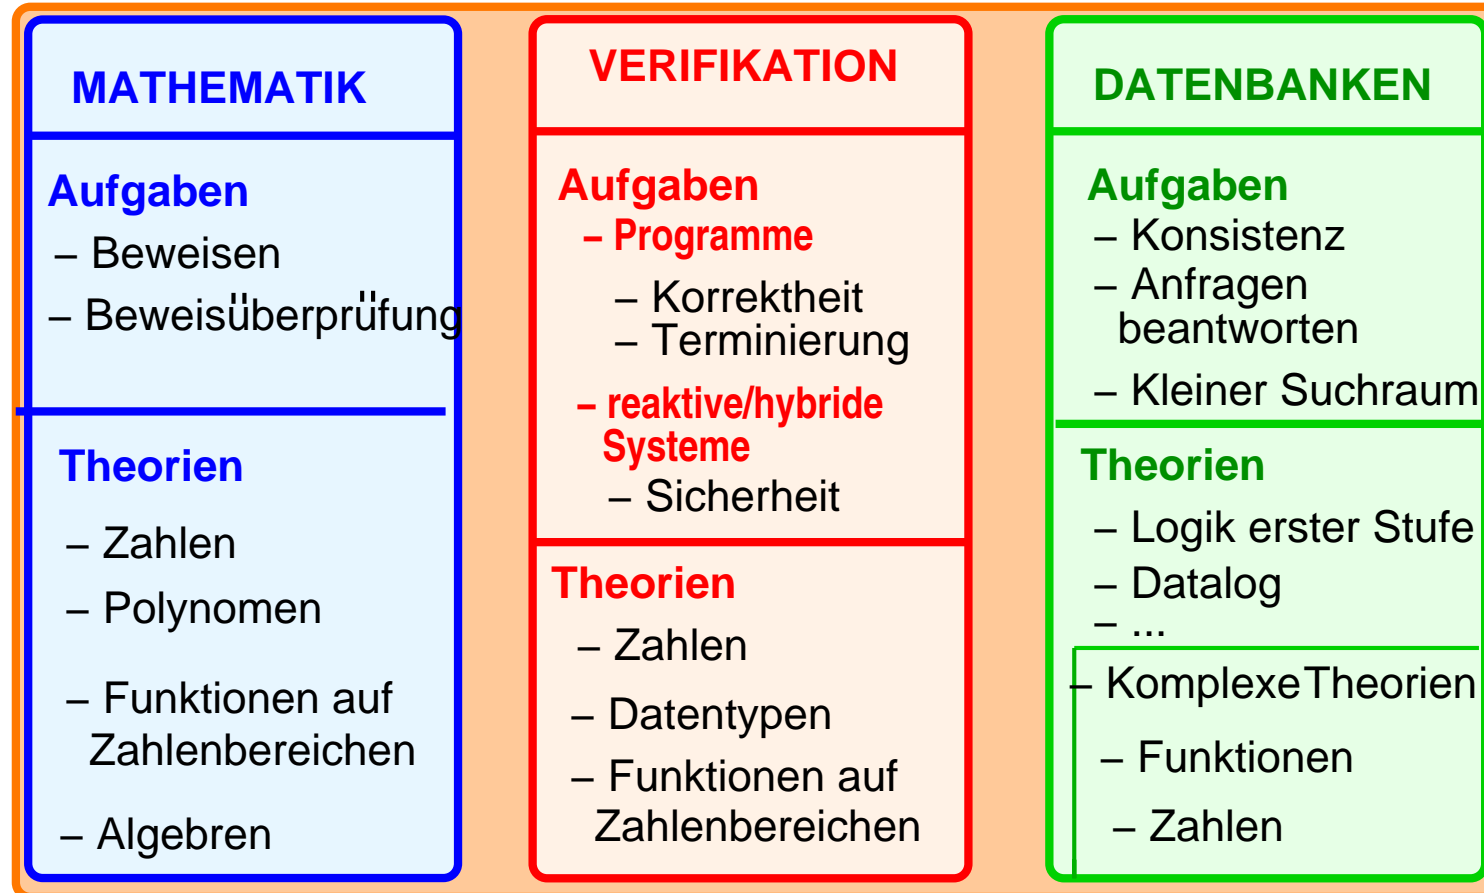 MATHEMATIK
Aufgaben
– Beweisen
– Beweisüberprüfung
Theorien
– Zahlen
– Polynomen
– Funktionen auf
Zahlenbereichen
– Algebren
VERIFIKATION
Aufgaben
– Programme
– Korrektheit
– Terminierung
– reaktive/hybride
Systeme
– Sicherheit
Theorien
– Zahlen
– Datentypen
– Funktionen auf
Zahlenbereichen
DATENBANKEN
Aufgaben
– Konsistenz
– Anfragen
beantworten
– Kleiner Suchraum
Theorien
– Logik erster Stufe
– Datalog
– ...
– Komplexe Theorien
– Funktionen
– Zahlen